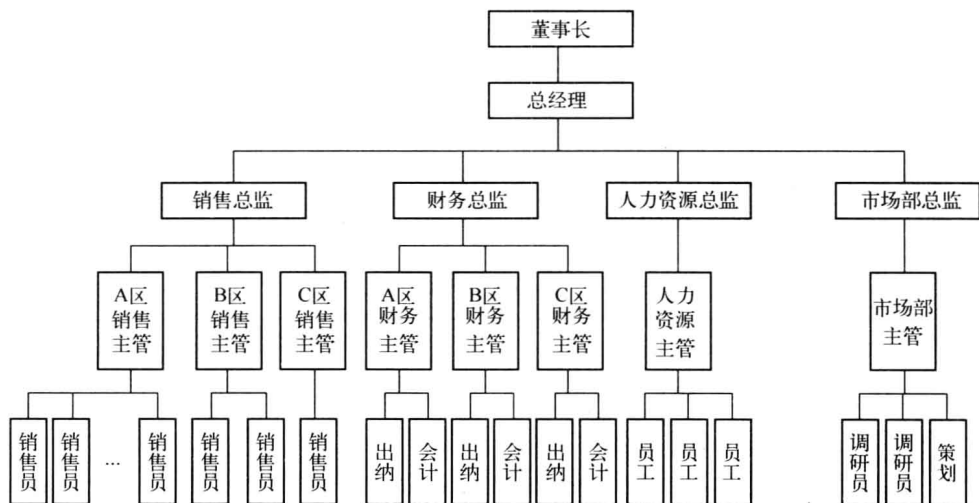 董事长
总经理
销售总监
财务总监
人力资源总监
市场部总监
A区
销售
主管
B区
销售
主管
C区
销售
主管
A区
财务
主管
B区
财务
主管
C区
财务
主管
人力
资源
主管
市场部
主管
销售员
销售员
...
销售员
销售员
销售员
销售员
出纳
会计
出纳
会计
出纳
会计
员工
员工
员工
调研员
调研员
策划